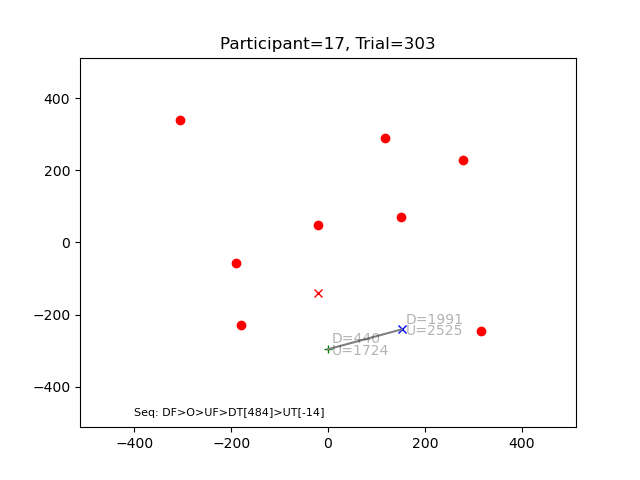 Participant=17, Trial=303
400
200
0
−200
−400
D=1991
U=2525
D=440
U=1724
Seq: DF>O>UF>DT[484]>UT[-14]
−400
−200
0
200
400